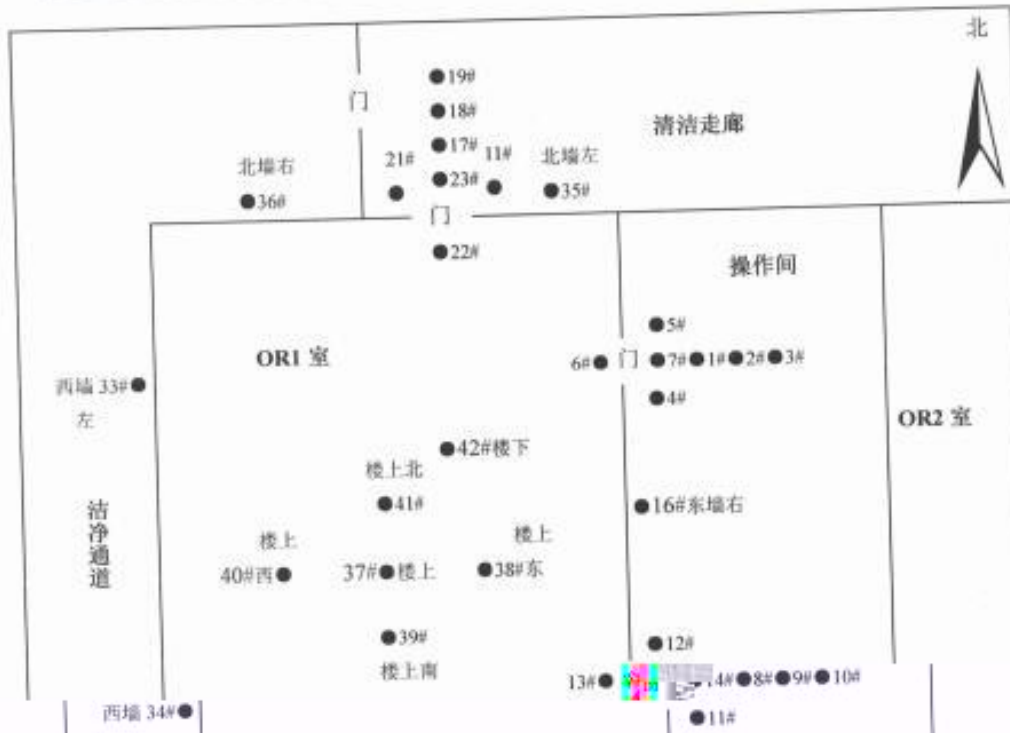 北
19#
门
18#
清洁走廊
17#
21#
11#
北墙左
北墙右
23#
35#
36#
门
22#
操作间
5#
OR1 室
6#
门
7#
1#
2#
3#
西墙 33#
左
4#
OR2 室
42#楼下
楼上北
41#
16#东墙右
洁净通道
楼上
楼上
40#西
37#
楼上
38#东
39#
12#
楼上南
13#
14#
8#
9#
10#
西墙 34#
11#